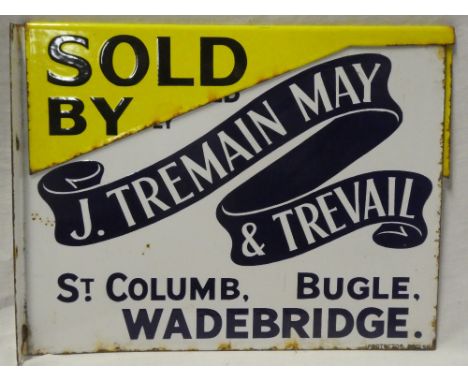 SOLD
BY
J. TREMAIN MAY
& TREVAIL
ST COLUMB, BUGLE,
WADEBRIDGE.